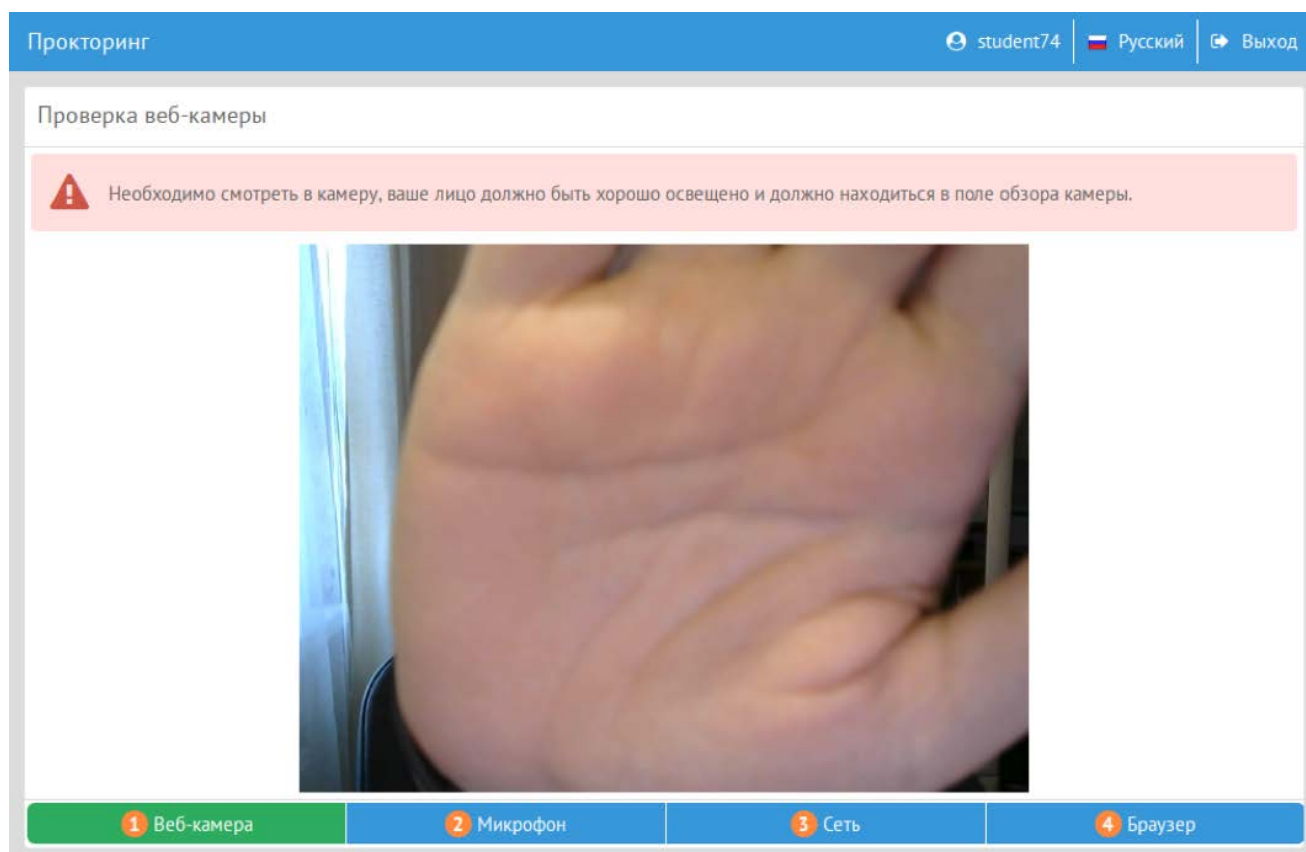 Прокторинг
student74
Русский
Выход
Проверка веб-камеры
Необходимо смотреть в камеру, ваше лицо должно быть хорошо освещено и должно находиться в поле обзора камеры.
1 Веб-камера
2 Микрофон
3 Сеть
4 Браузер